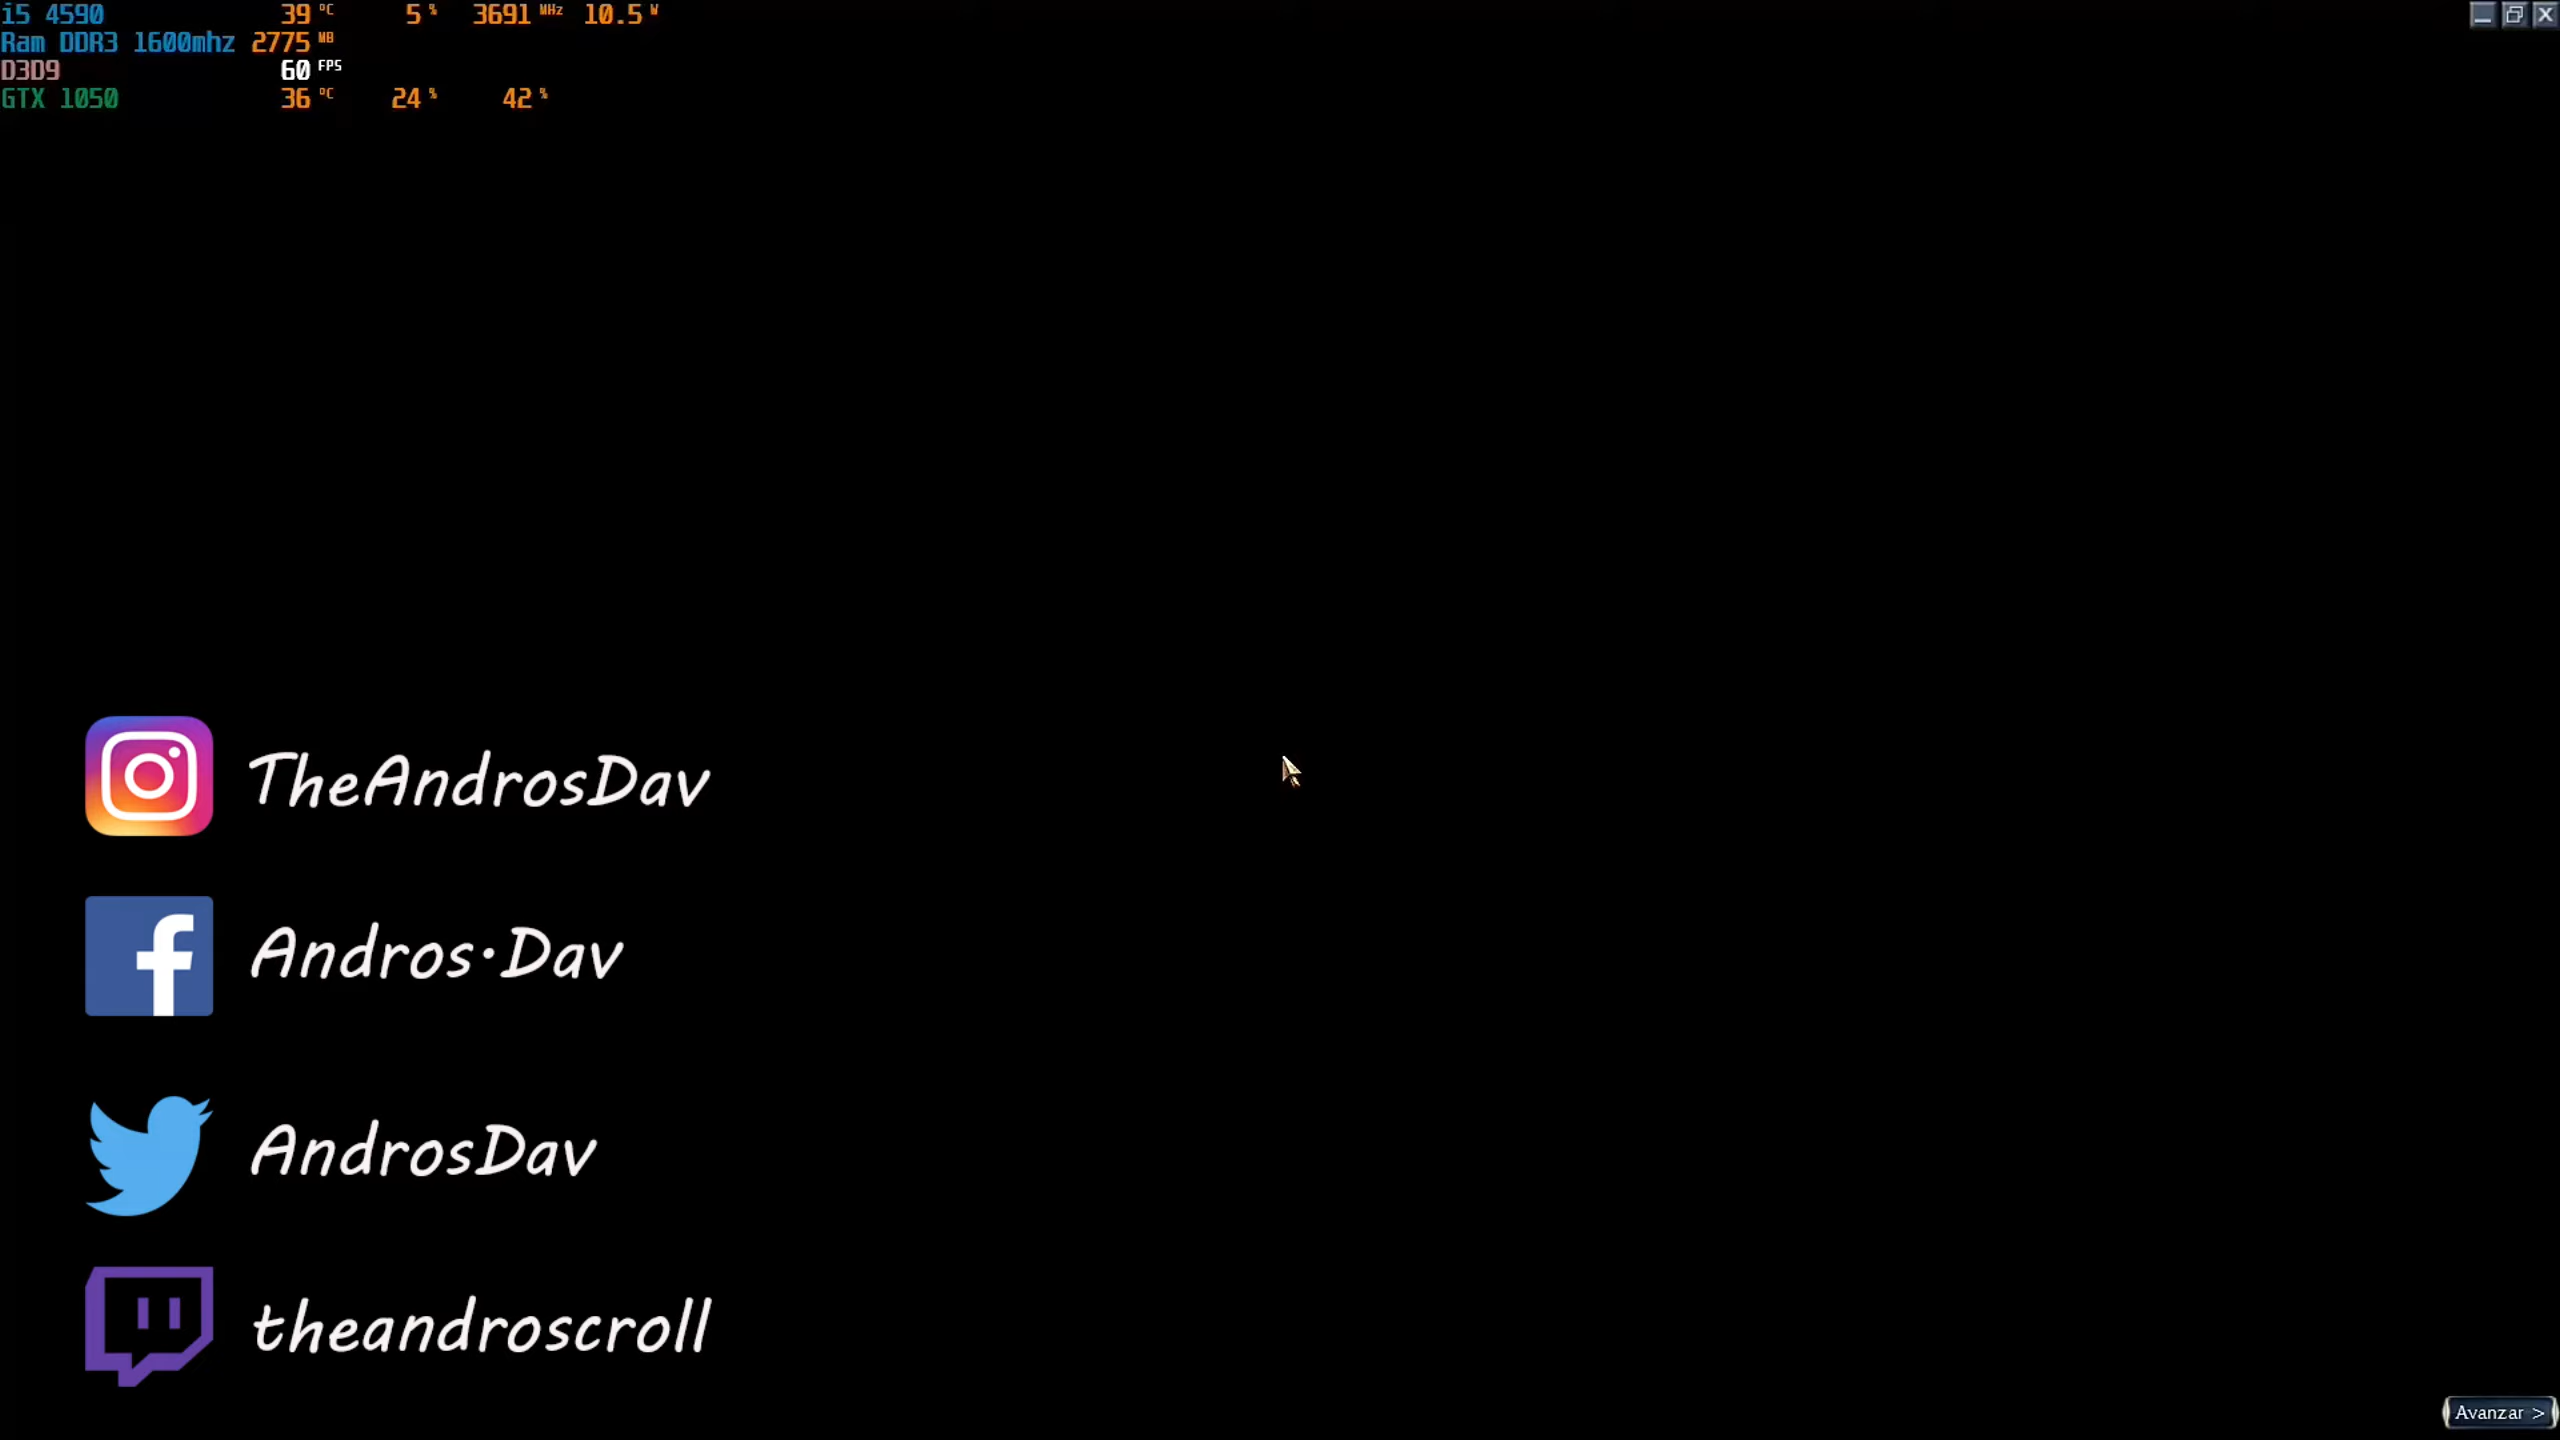 i5 4590 39 °C 5 % 3691 MHz 10.5 W
Ram DDR3 1600mhz 2775 MB
D3D9 60 FPS
GTX 1050 36 °C 24 % 42 %
TheAndrosDav
Andros•Dav
AndrosDav
theandroscroll
Avanzar >